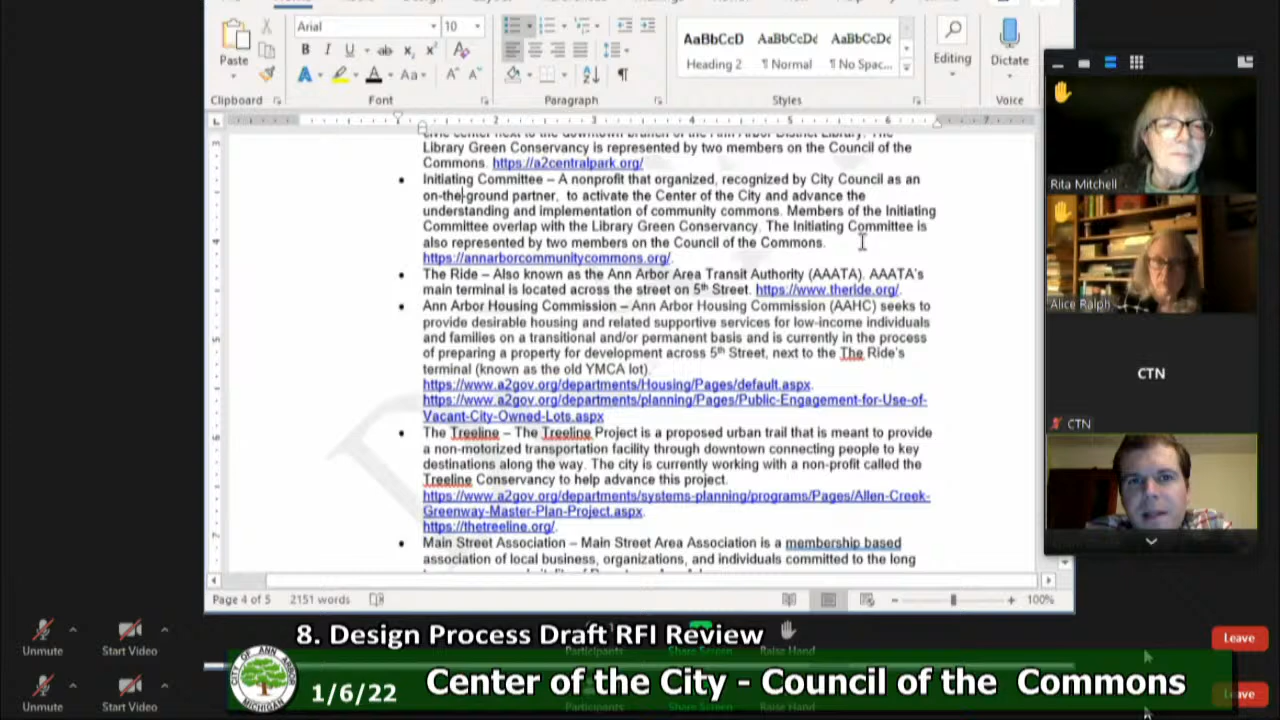 Arial
10
Paste
Clipboard
Font
Paragraph
AaBbCcD
AaBbCcDc
AaBbCcDc
Heading 2
¶ Normal
¶ No Spac...
Styles
Editing
Dictate
Voice
Library Green Conservancy is represented by two members on the Council of the
Commons. https://a2centralpark.org/
• Initiating Committee – A nonprofit that organized, recognized by City Council as an
on-the-ground partner,  to activate the Center of the City and advance the
understanding and implementation of community commons. Members of the Initiating
Committee overlap with the Library Green Conservancy. The Initiating Committee is
also represented by two members on the Council of the Commons.
https://annarborcommunitycommons.org/.
• The Ride – Also known as the Ann Arbor Area Transit Authority (AAATA). AAATA's
main terminal is located across the street on 5th Street. https://www.theride.org/.
• Ann Arbor Housing Commission – Ann Arbor Housing Commission (AAHC) seeks to
provide desirable housing and related supportive services for low-income individuals
and families on a transitional and/or permanent basis and is currently in the process
of preparing a property for development across 5th Street, next to the The Ride's
terminal (known as the old YMCA lot).
https://www.a2gov.org/departments/Housing/Pages/default.aspx.
https://www.a2gov.org/departments/planning/Pages/Public-Engagement-for-Use-of-
Vacant-City-Owned-Lots.aspx
• The Treeline – The Treeline Project is a proposed urban trail that is meant to provide
a non-motorized transportation facility through downtown connecting people to key
destinations along the way. The city is currently working with a non-profit called the
Treeline Conservancy to help advance this project.
https://www.a2gov.org/departments/systems-planning/programs/Pages/Allen-Creek-
Greenway-Master-Plan-Project.aspx.
https://thetreeline.org/.
• Main Street Association – Main Street Area Association is a membership based
association of local business, organizations, and individuals committed to the long
Page 4 of 5
2151 words
100%
Rita Mitchell
Alice Ralph
CTN
CTN
Unmute
Start Video
Participants
Share Screen
Raise Hand
Leave
8. Design Process Draft RFI Review
CITY OF ANN ARBOR
MICHIGAN
1/6/22
Center of the City - Council of the  Commons
Unmute
Start Video
Leave